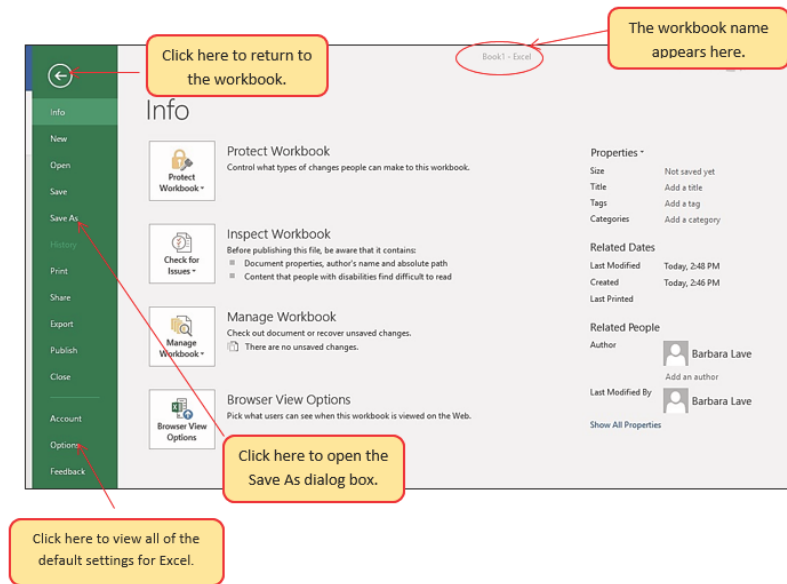 The workbook name
appears here.
Click here to return to
the workbook.
Book1 - Excel
Info
New
Open
Save
Save As
History
Print
Share
Export
Publish
Close
Account
Options
Feedback
Info
Protect
Workbook
Protect Workbook
Control what types of changes people can make to this workbook.
Check for
Issues
Inspect Workbook
Before publishing this file, be aware that it contains:
Document properties, author's name and absolute path
Content that people with disabilities find difficult to read
Manage
Workbook
Manage Workbook
Check out document or recover unsaved changes.
There are no unsaved changes.
Browser View
Options
Browser View Options
Pick what users can see when this workbook is viewed on the Web.
Properties
Size Not saved yet
Title Add a title
Tags Add a tag
Categories Add a category
Related Dates
Last Modified Today, 2:48 PM
Created Today, 2:46 PM
Last Printed
Related People
Author Barbara Lave
Add an author
Last Modified By Barbara Lave
Show All Properties
Click here to open the
Save As dialog box.
Click here to view all of the
default settings for Excel.